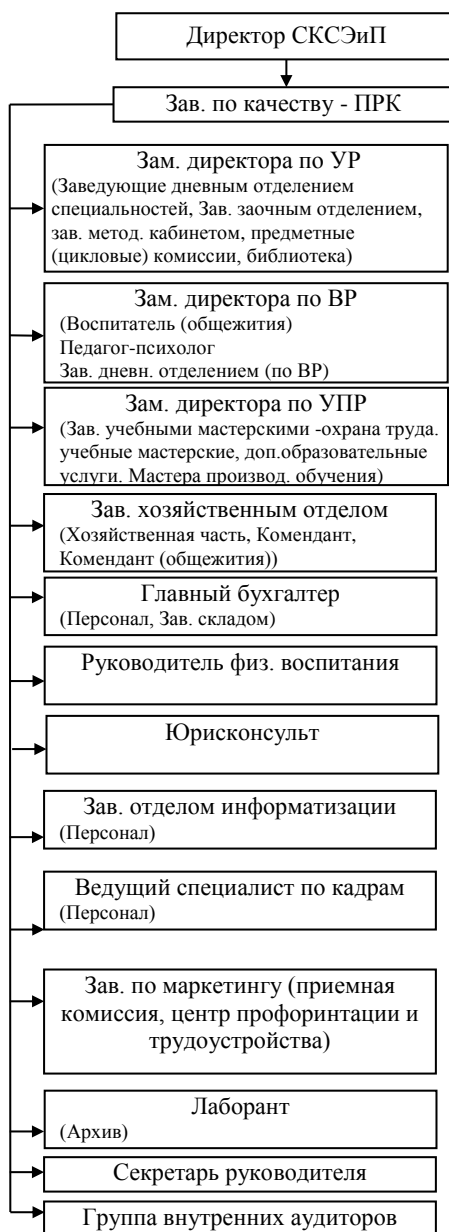 Директор СКСЭиП
Зав. по качеству - ПРК
Зам. директора по УР
(Заведующие дневным отделением
специальностей, Зав. заочным отделением,
зав. метод. кабинетом, предметные
(цикловые) комиссии, библиотека)
Зам. директора по ВР
(Воспитатель (общежития)
Педагог-психолог
Зав. дневн. отделением (по ВР)
Зам. директора по УПР
(Зав. учебными мастерскими -охрана труда.
учебные мастерские, доп.образовательные
услуги. Мастера производ. обучения)
Зав. хозяйственным отделом
(Хозяйственная часть, Комендант,
Комендант (общежития))
Главный бухгалтер
(Персонал, Зав. складом)
Руководитель физ. воспитания
Юрисконсульт
Зав. отделом информатизации
(Персонал)
Ведущий специалист по кадрам
(Персонал)
Зав. по маркетингу (приемная
комиссия, центр профоринтации и
трудоустройства)
Лаборант
(Архив)
Секретарь руководителя
Группа внутренних аудиторов